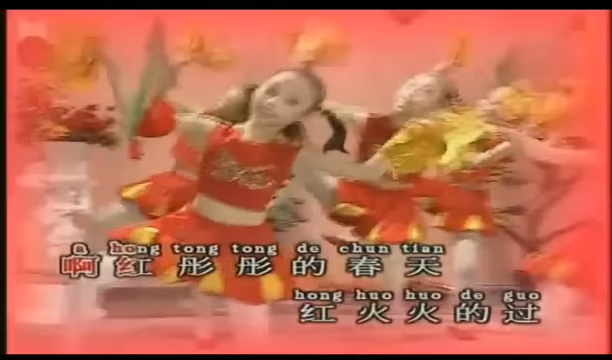 a hong tong tong de chun tian
啊红彤彤的春天
hong huo huo de guo
红火火的过